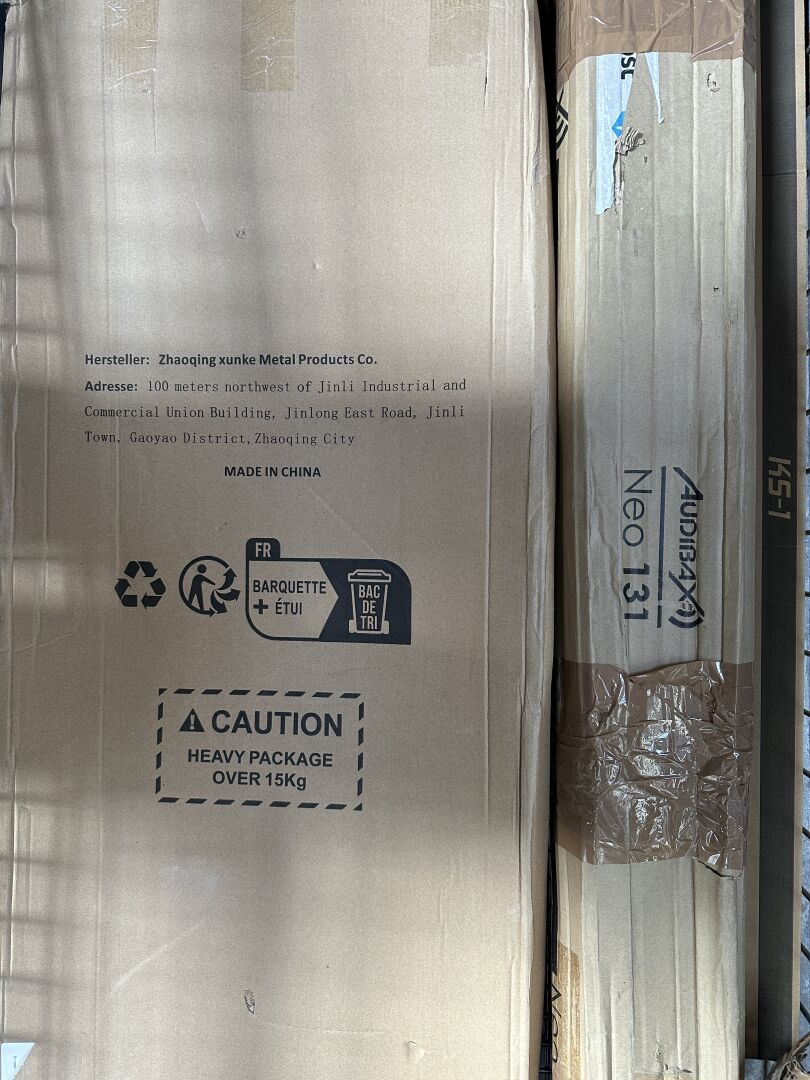 Hersteller: Zhaoqing xunke Metal Products Co.
Adresse: 100 meters northwest of Jinli Industrial and
Commercial Union Building, Jinlong East Road, Jinli
Town, Gaoyao District, Zhaoqing City
MADE IN CHINA
FR
BARQUETTE
+ ÉTUI
BAC
DE
TRI
CAUTION
HEAVY PACKAGE
OVER 15Kg
AUDIBAX
Neo 131
KS-1